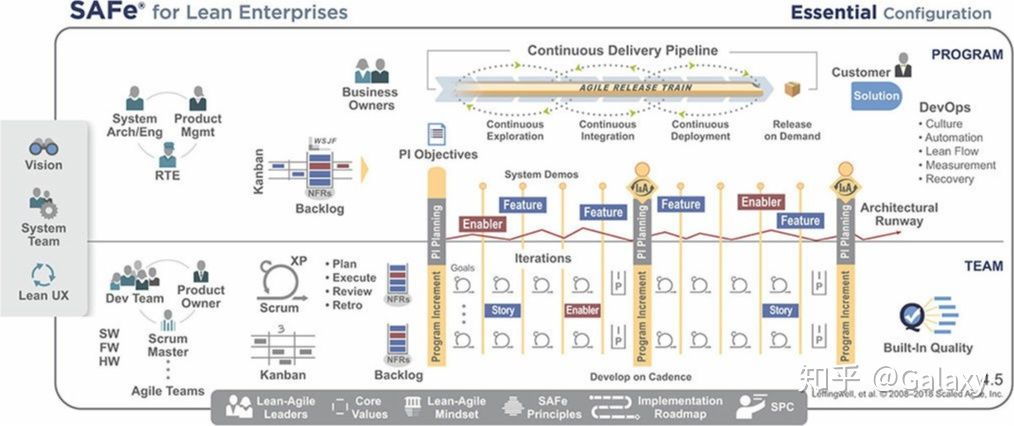 SAFe® for Lean Enterprises
Essential Configuration
Continuous Delivery Pipeline
PROGRAM
Business
Owners
AGILE RELEASE TRAIN
Customer
Solution
System
Arch/Eng
Product
Mgmt
RTE
Continuous
Exploration
Continuous
Integration
Continuous
Deployment
Release
on Demand
DevOps
• Culture
• Automation
• Lean Flow
• Measurement
• Recovery
Vision
System
Team
Lean UX
Kanban
WSJF
NFRs
Backlog
PI Objectives
System Demos
I&A
I&A
PI Planning
PI Planning
PI Planning
Enabler
Feature
Feature
Feature
Enabler
Feature
Architectural
Runway
TEAM
Dev Team
Product
Owner
Scrum
Master
SW
FW
HW
Agile Teams
XP
Scrum
• Plan
• Execute
• Review
• Retro
NFRs
3
Kanban
NFRs
Backlog
Iterations
Goals
Program Increment
Program Increment
Program Increment
Story
Enabler
Story
I P
I P
I P
I P
Develop on Cadence
Built-In Quality
Lean-Agile
Leaders
Core
Values
Lean-Agile
Mindset
SAFe
Principles
Implementation
Roadmap
SPC
知乎 @Galaxy
4.5
Leffingwell, et al. © 2008–2018 Scaled Agile, Inc.